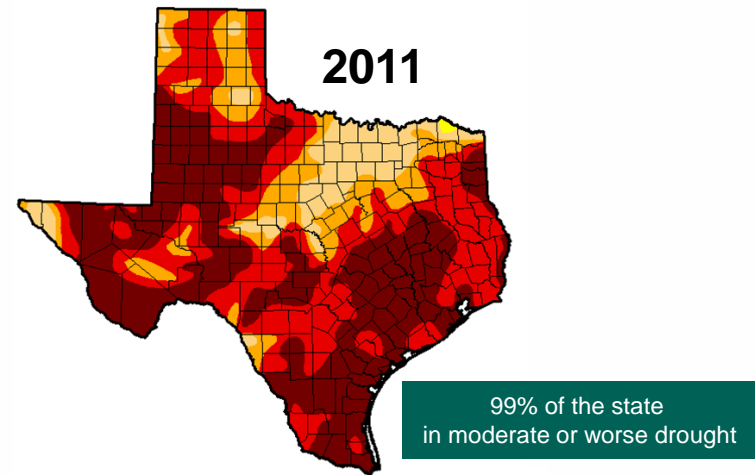 2011
99% of the state
in moderate or worse drought